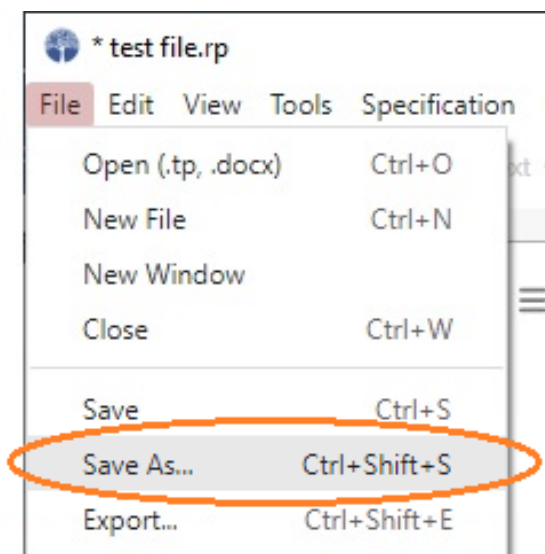 * test file.rp
File Edit View Tools Specification
Open (.tp, .docx) Ctrl+O
New File Ctrl+N
New Window
Close Ctrl+W
Save Ctrl+S
Save As... Ctrl+Shift+S
Export... Ctrl+Shift+E